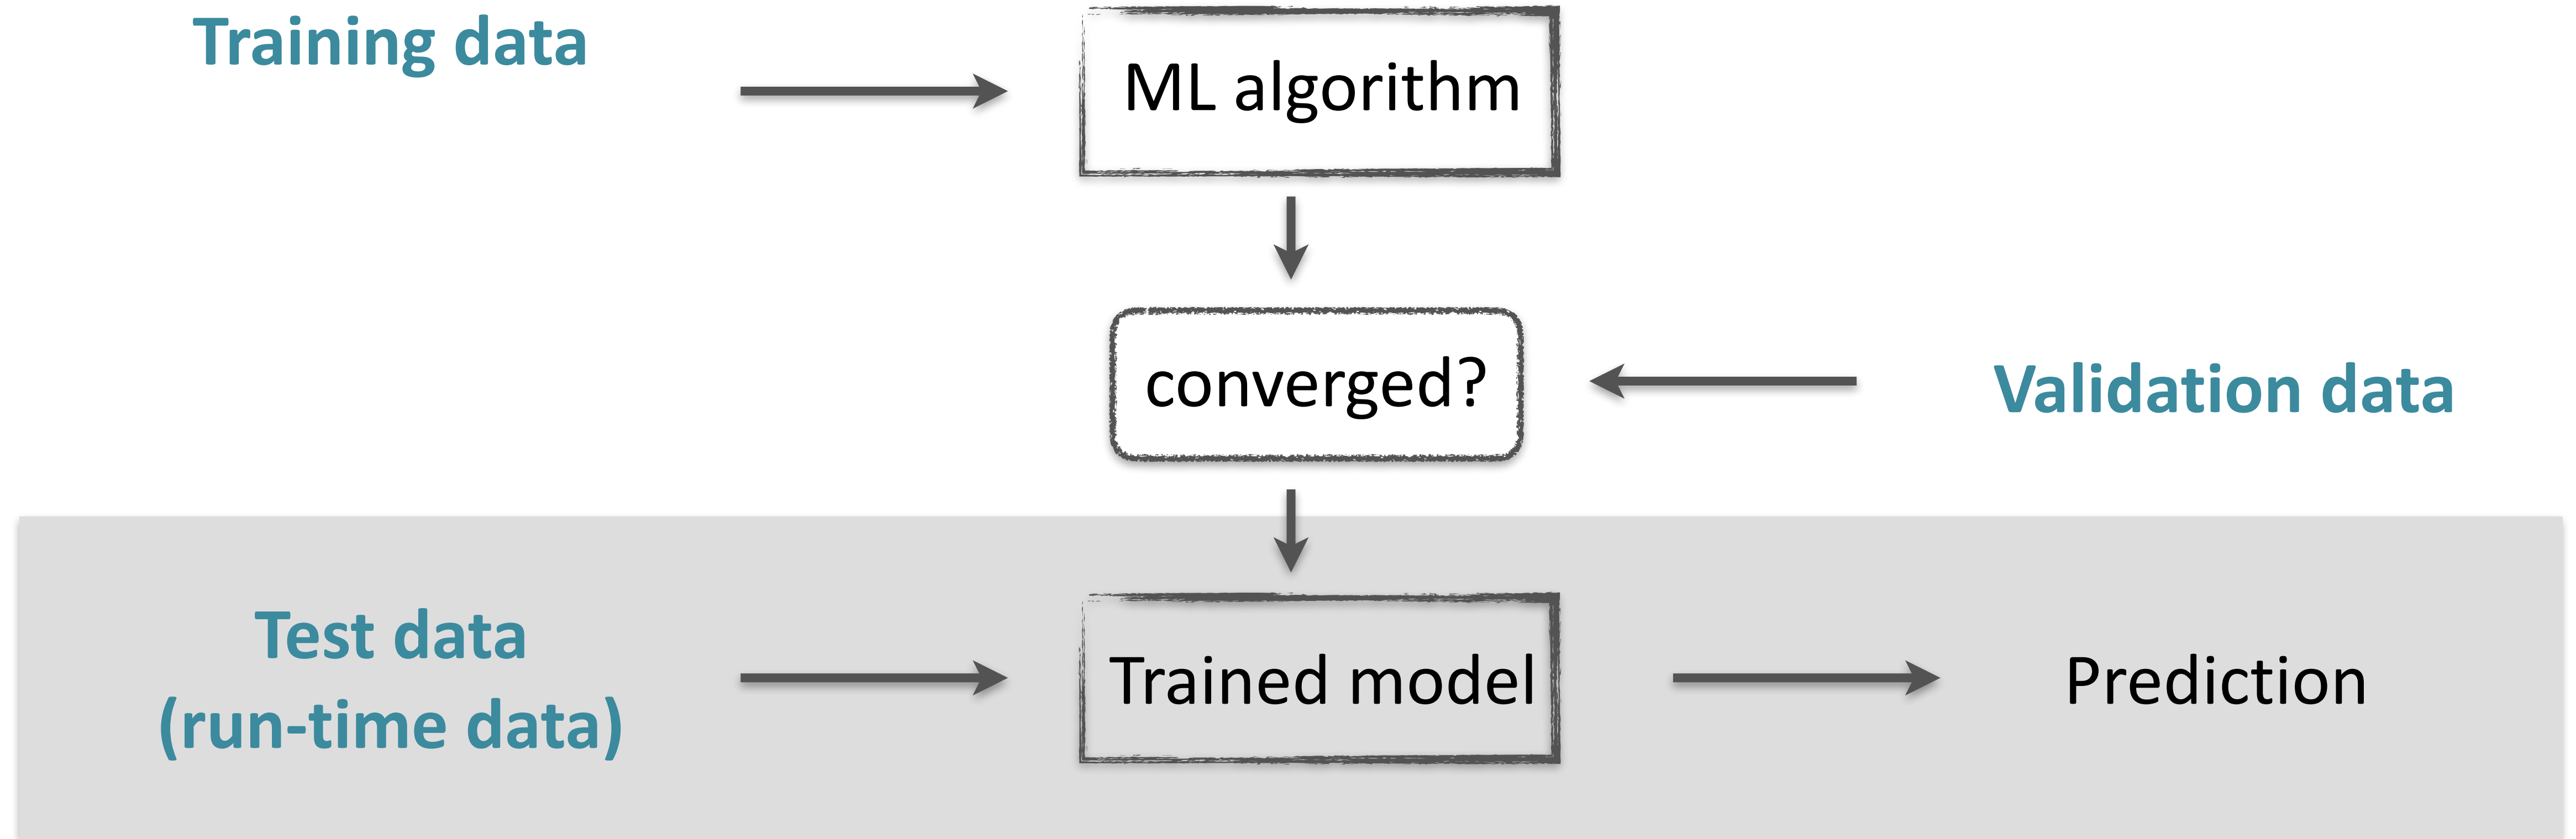 Training data
ML algorithm
converged?
Validation data
Test data
(run-time data)
Trained model
Prediction